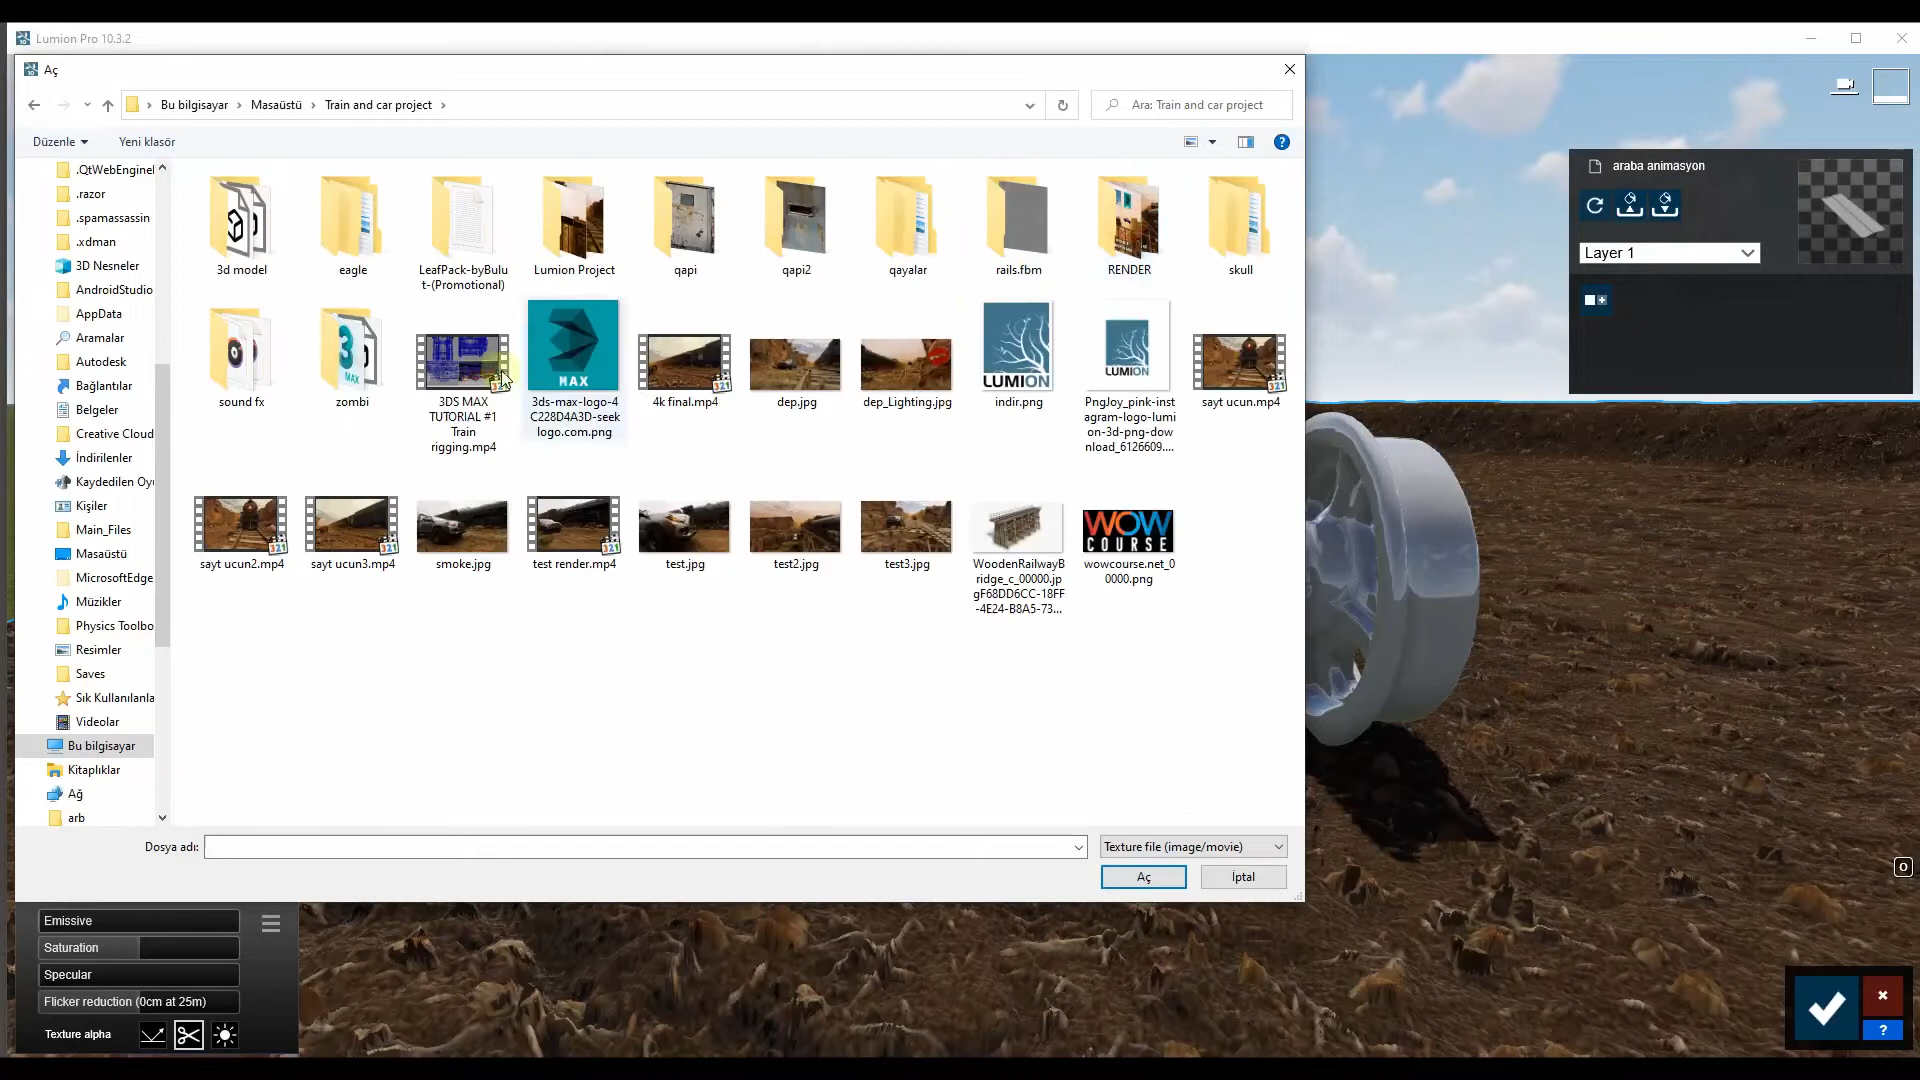 Lumion Pro 10.3.2
Aç
Bu bilgisayar
Masaüstü
Train and car project
Ara: Train and car project
Düzenle
Yeni klasör
.QtWebEngine
.razor
.spamassassin
.xdman
3D Nesneler
AndroidStudio
AppData
Aramalar
Autodesk
Bağlantılar
Belgeler
Creative Cloud
İndirilenler
Kaydedilen Oy
Kişiler
Main_Files
Masaüstü
MicrosoftEdge
Müzikler
Physics Toolbo
Resimler
Saves
Sık Kullanılanla
Videolar
Bu bilgisayar
Kitaplıklar
Ağ
arb
3d model
eagle
LeafPack-byBulu
t-(Promotional)
Lumion Project
qapi
qapi2
qayalar
rails.fbm
RENDER
skull
MAX
321
MAX
321
LUMION
LUMION
321
sound fx
zombi
3DS MAX
TUTORIAL #1
Train
rigging.mp4
3ds-max-logo-4
C228D4A3D-seek
logo.com.png
4k final.mp4
dep.jpg
dep_Lighting.jpg
indir.png
PngJoy_pink-inst
agram-logo-lumi
on-3d-png-dow
nload_6126609....
sayt ucun.mp4
321
321
321
WOW
COURSE
sayt ucun2.mp4
sayt ucun3.mp4
smoke.jpg
test render.mp4
test.jpg
test2.jpg
test3.jpg
WoodenRailwayB
ridge_c_00000.jp
gF68DD6CC-18FF
-4E24-B8A5-73...
wowcourse.net_0
0000.png
Dosya adı:
Texture file (image/movie)
Aç
İptal
araba animasyon
Layer 1
Emissive
Saturation
Specular
Flicker reduction (0cm at 25m)
Texture alpha
O
?